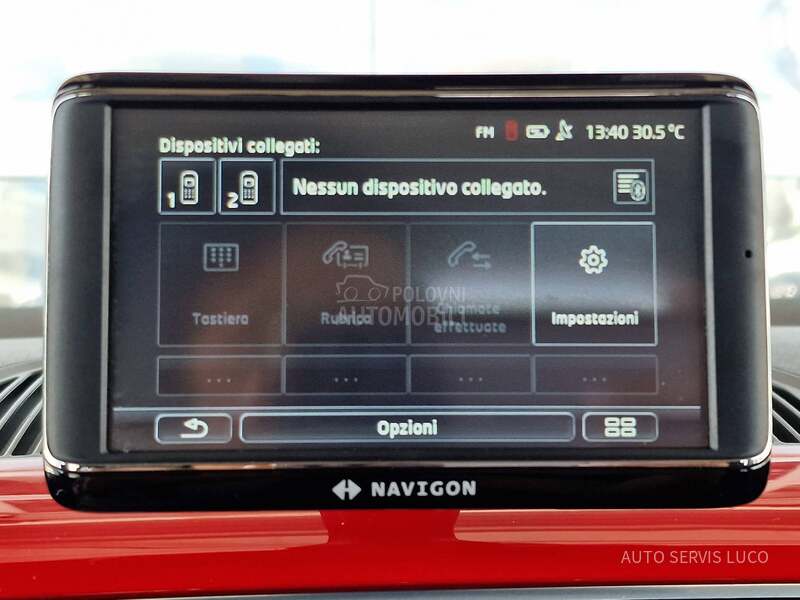 FM 13:40 30.5°C
Dispositivi collegati:
1 2 Nessun dispositivo collegato.
Tastiera Rubrica Chiamate effettuate Impostazioni
... ... ... ...
Opzioni
NAVIGON
POLOVNI
AUTOMOBILI
AUTO SERVIS LUCO